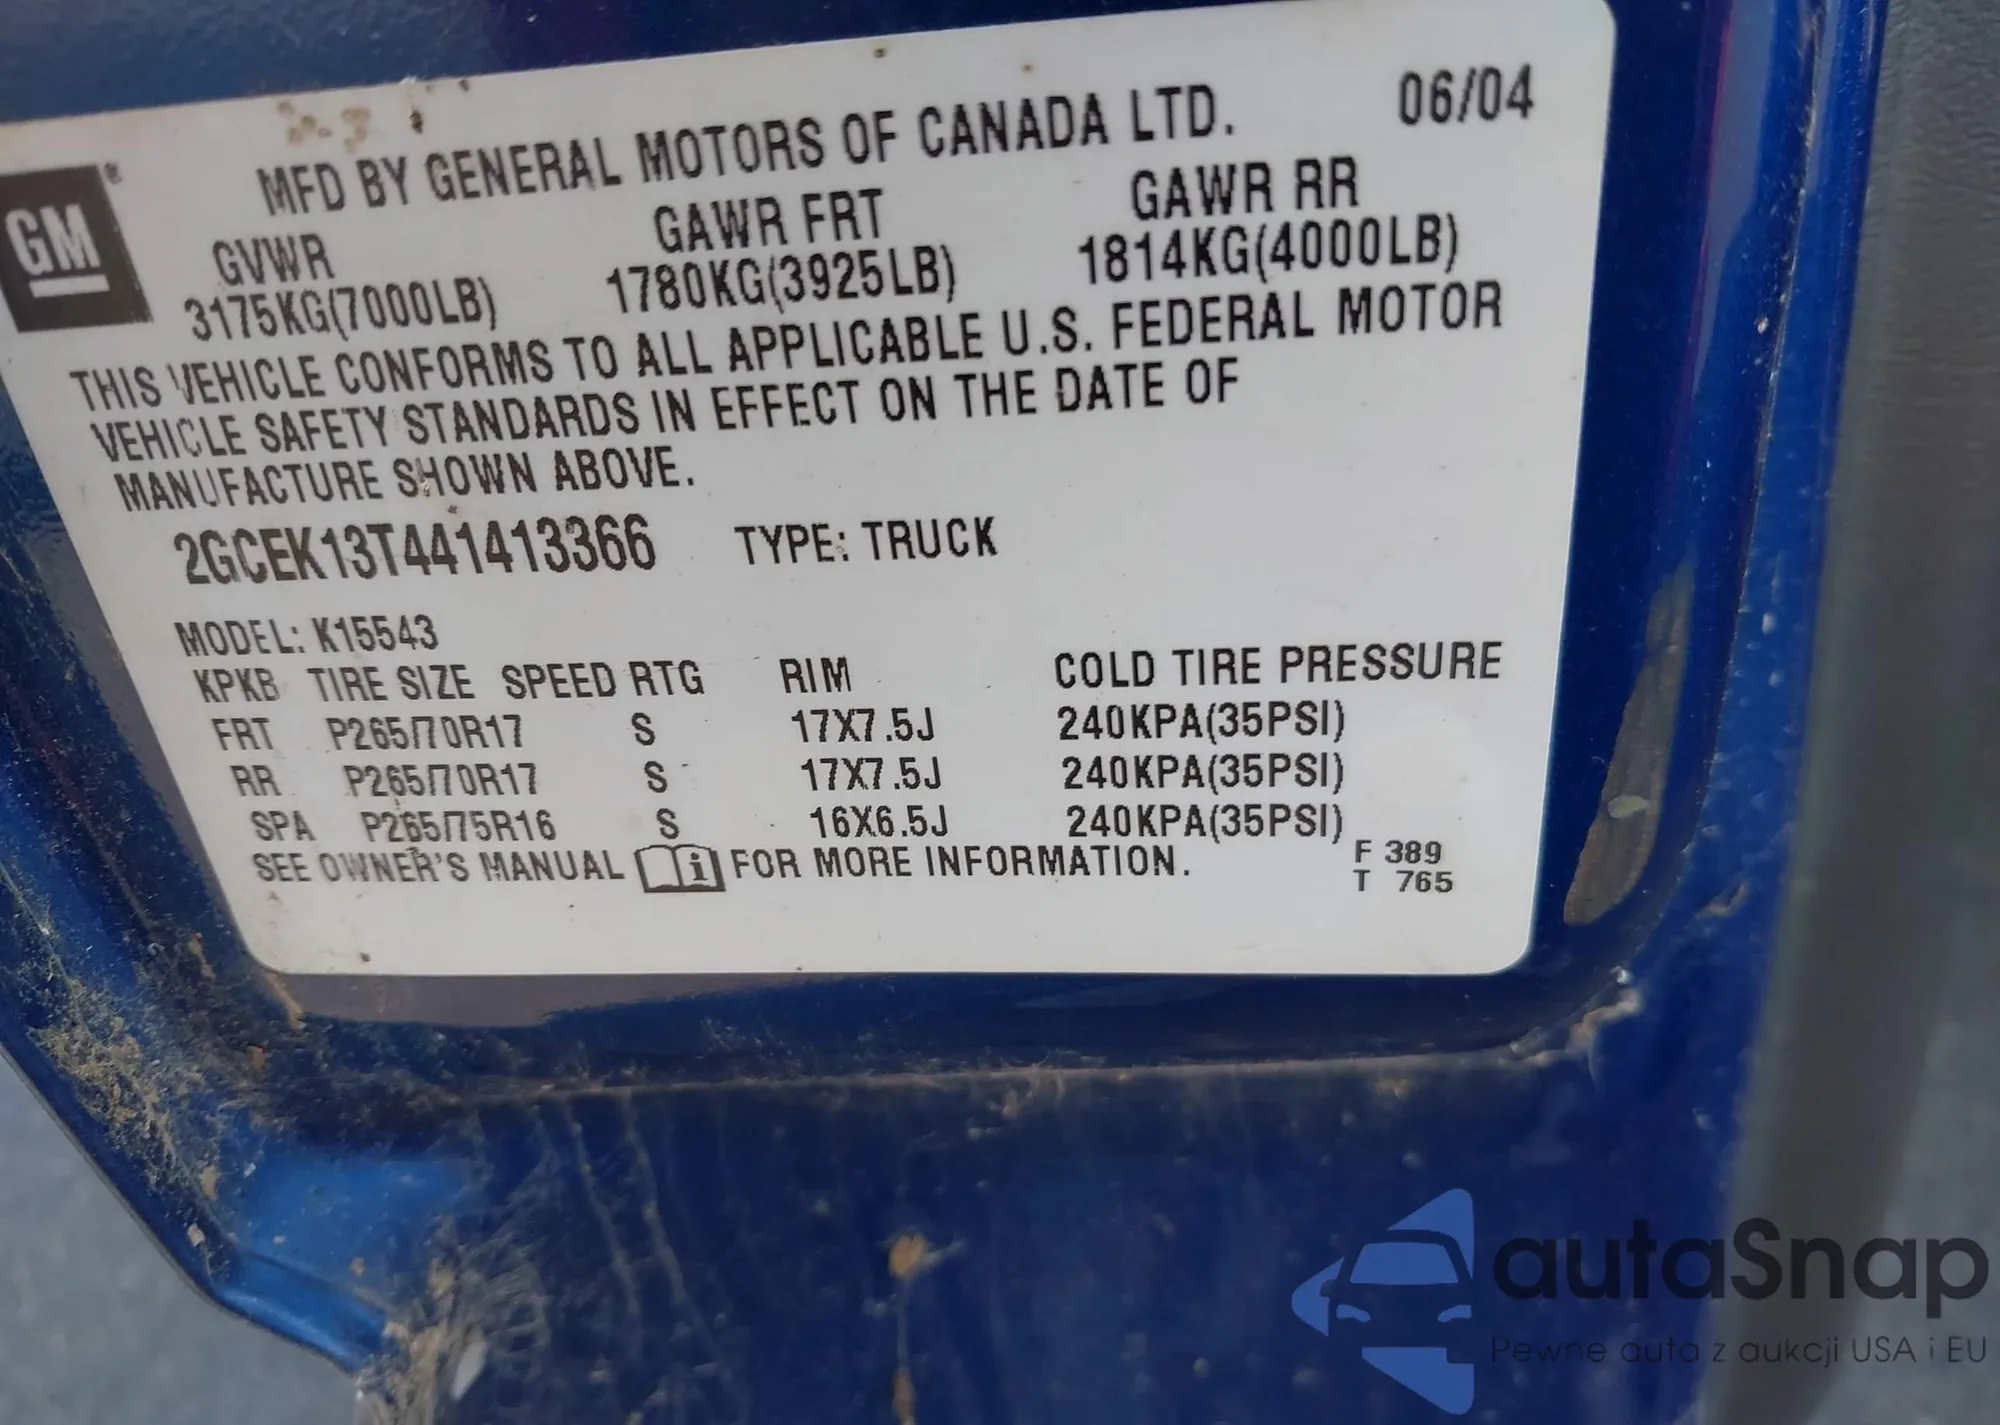 GM®
MFD BY GENERAL MOTORS OF CANADA LTD. 06/04
GVWR GAWR FRT GAWR RR
3175KG(7000LB) 1780KG(3925LB) 1814KG(4000LB)
THIS VEHICLE CONFORMS TO ALL APPLICABLE U.S. FEDERAL MOTOR
VEHICLE SAFETY STANDARDS IN EFFECT ON THE DATE OF
MANUFACTURE SHOWN ABOVE.
2GCEK13T441413366 TYPE: TRUCK
MODEL: K15543
KPKB TIRE SIZE SPEED RTG RIM COLD TIRE PRESSURE
FRT P265/70R17 S 17X7.5J 240KPA(35PSI)
RR P265/70R17 S 17X7.5J 240KPA(35PSI)
SPA P265/75R16 S 16X6.5J 240KPA(35PSI)
SEE OWNER'S MANUAL FOR MORE INFORMATION.
F 389
T 765
autaSnap
Pewne auta z aukcji USA i EU